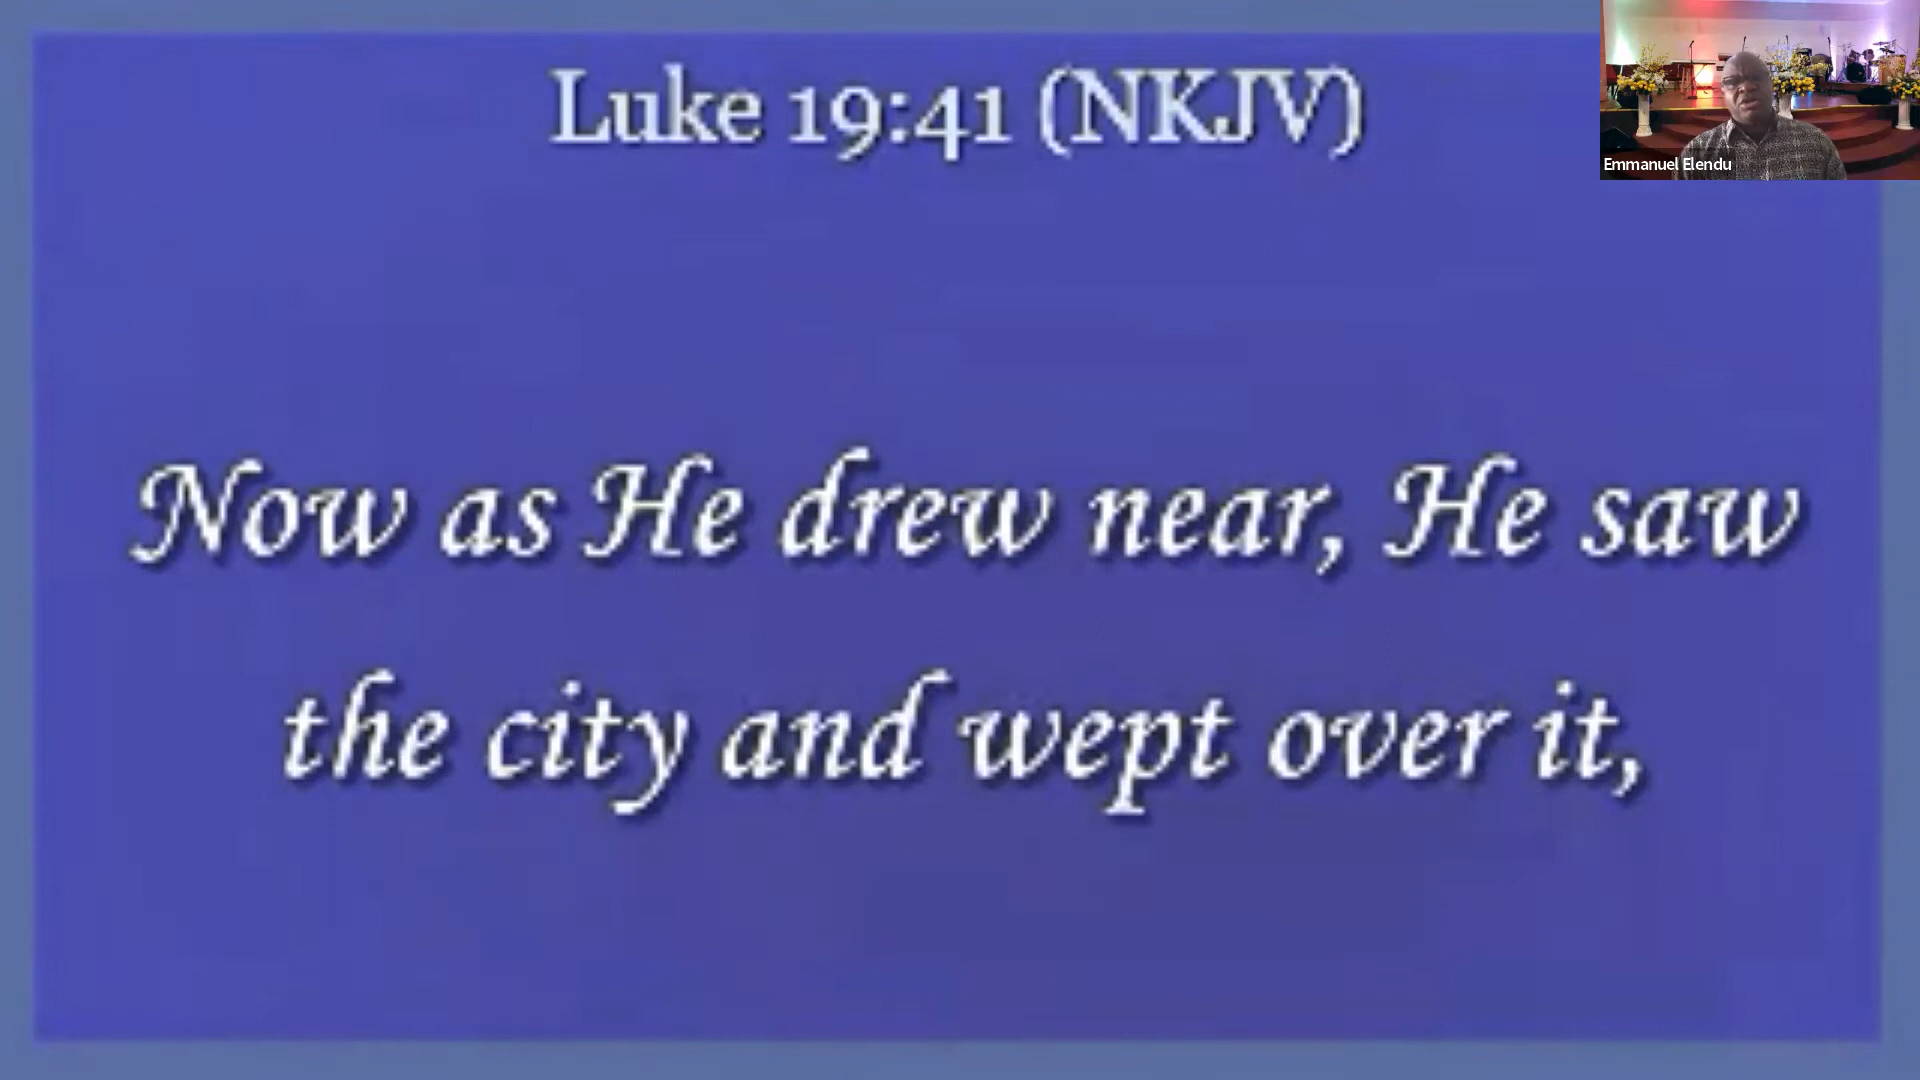 Luke 19:41 (NKJV)
Emmanuel Elendu
Now as He drew near, He saw
the city and wept over it,